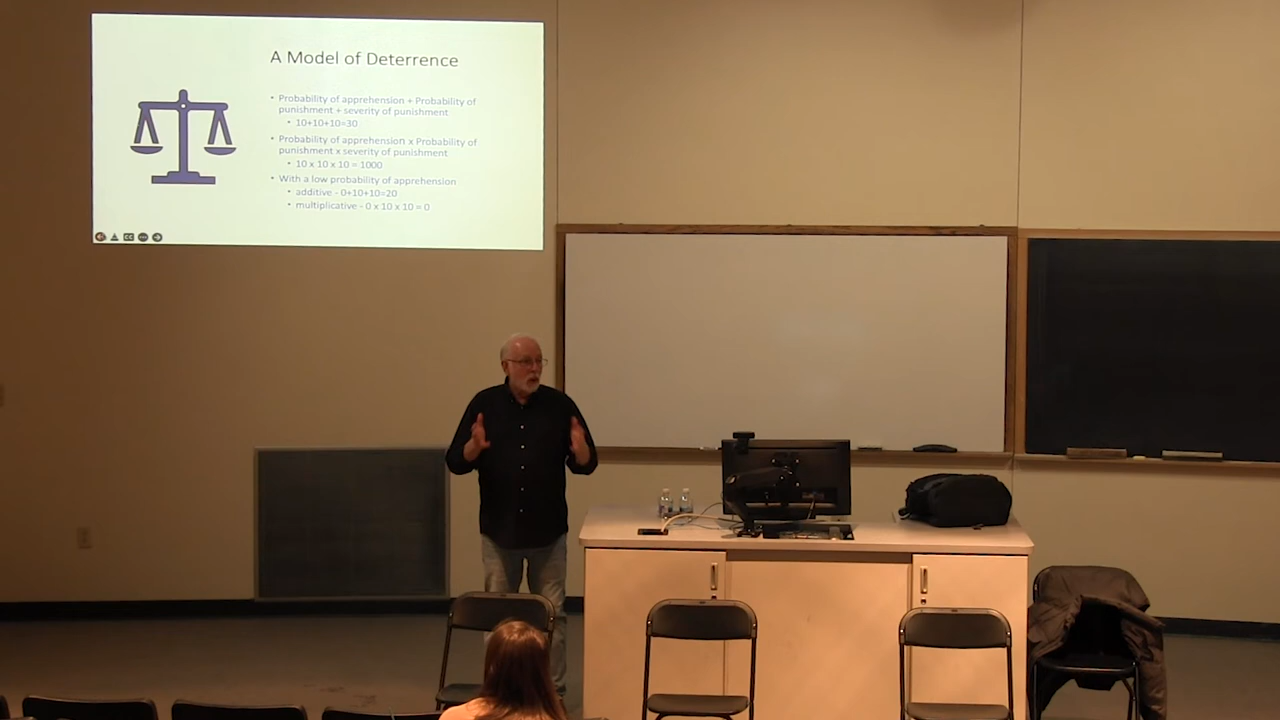 A Model of Deterrence
• Probability of apprehension + Probability of
punishment + severity of punishment
• 10+10+10=30
• Probability of apprehension x Probability of
punishment x severity of punishment
• 10 x 10 x 10 = 1000
• With a low probability of apprehension
• additive - 0+10+10=20
• multiplicative - 0 x 10 x 10 = 0